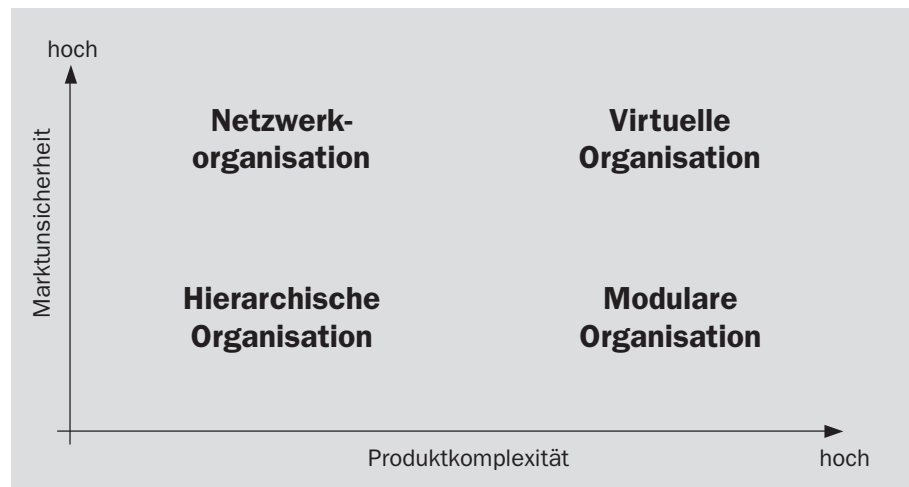 hoch
Marktunsicherheit
Netzwerk-
organisation
Virtuelle
Organisation
Hierarchische
Organisation
Modulare
Organisation
Produktkomplexität
hoch